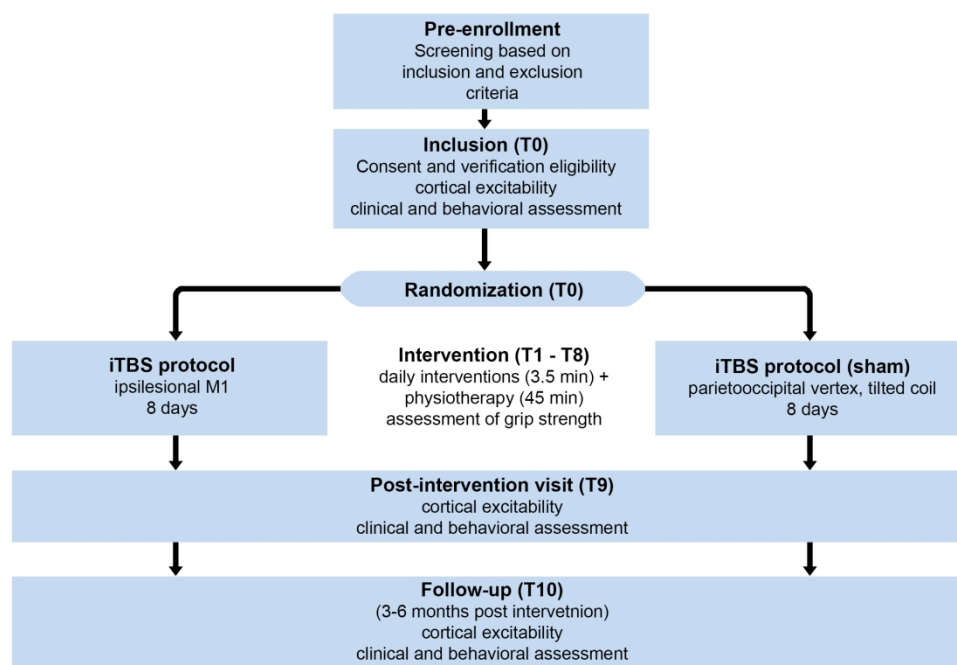 Pre-enrollment
Screening based on
inclusion and exclusion
criteria
Inclusion (T0)
Consent and verification eligibility
cortical excitability
clinical and behavioral assessment
Randomization (T0)
iTBS protocol
ipsilesional M1
8 days
Intervention (T1 - T8)
daily interventions (3.5 min) +
physiotherapy (45 min)
assessment of grip strength
iTBS protocol (sham)
parietooccipital vertex, tilted coil
8 days
Post-intervention visit (T9)
cortical excitability
clinical and behavioral assessment
Follow-up (T10)
(3-6 months post intervetnion)
cortical excitability
clinical and behavioral assessment